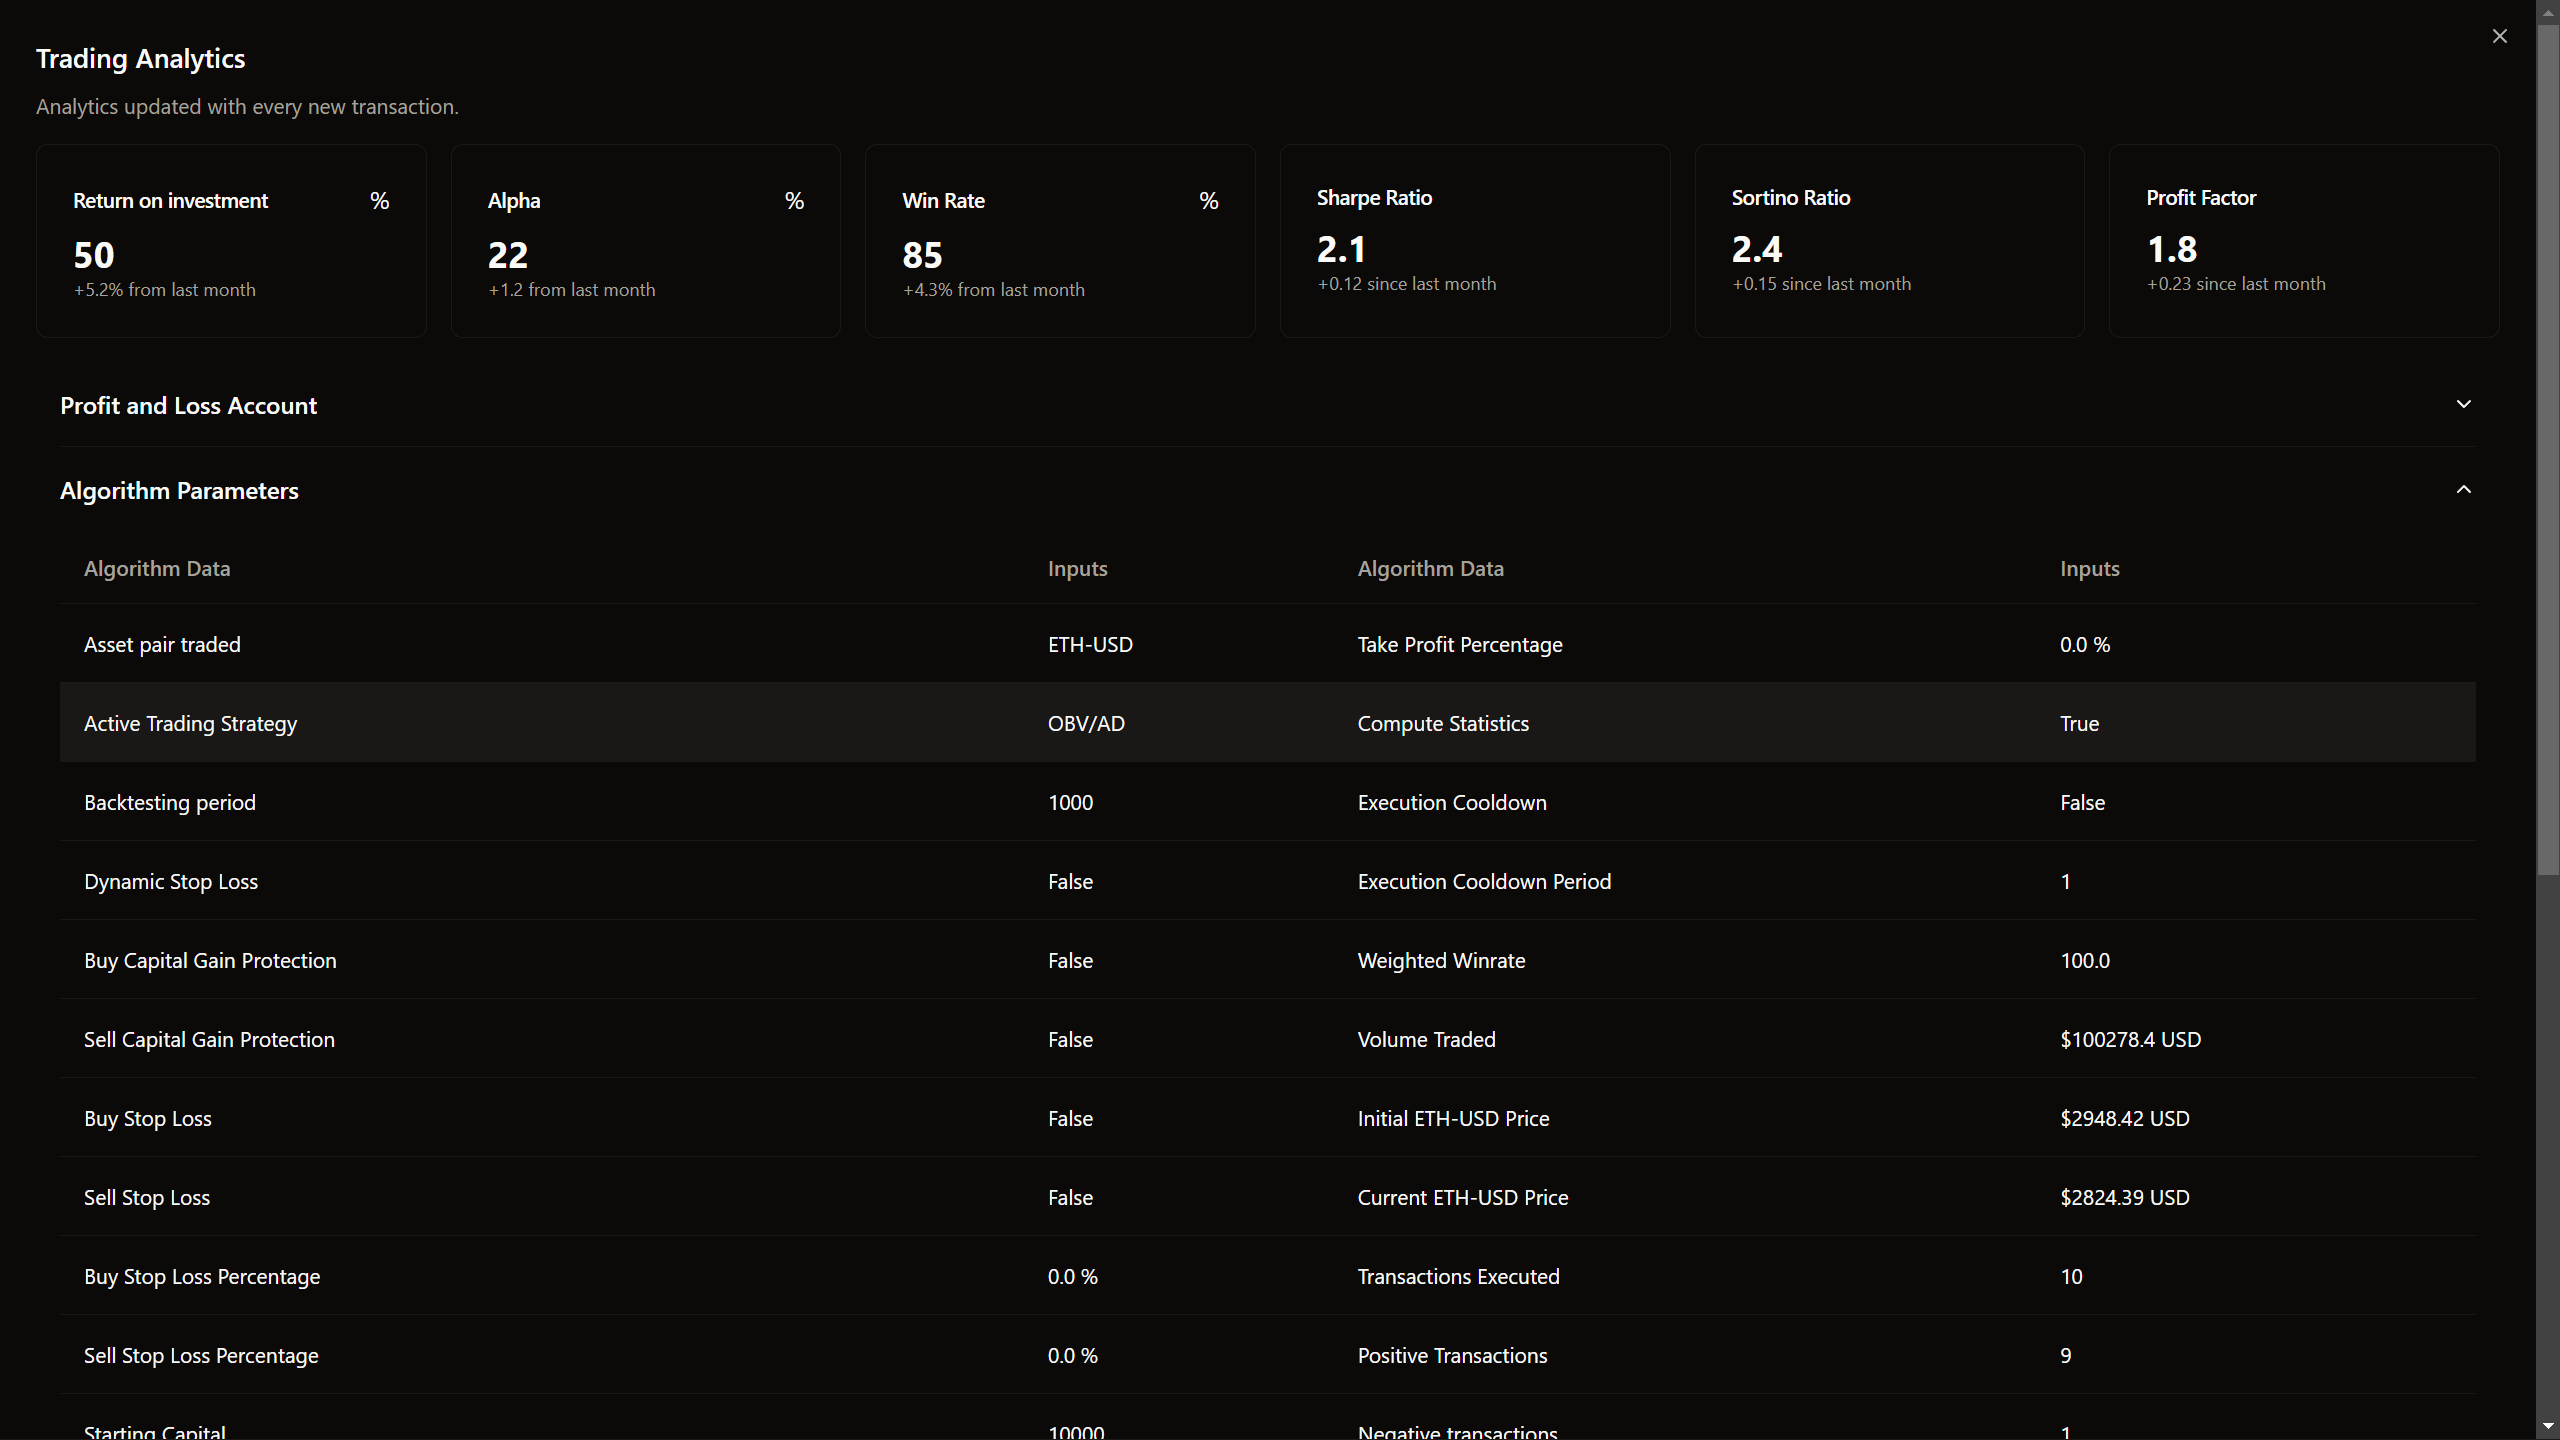 Trading Analytics
Analytics updated with every new transaction.
Return on investment %
50
+5.2% from last month
Alpha %
22
+1.2 from last month
Win Rate %
85
+4.3% from last month
Sharpe Ratio
2.1
+0.12 since last month
Sortino Ratio
2.4
+0.15 since last month
Profit Factor
1.8
+0.23 since last month
Profit and Loss Account
Algorithm Parameters
Algorithm Data Inputs Algorithm Data Inputs
Asset pair traded ETH-USD Take Profit Percentage 0.0 %
Active Trading Strategy OBV/AD Compute Statistics True
Backtesting period 1000 Execution Cooldown False
Dynamic Stop Loss False Execution Cooldown Period 1
Buy Capital Gain Protection False Weighted Winrate 100.0
Sell Capital Gain Protection False Volume Traded $100278.4 USD
Buy Stop Loss False Initial ETH-USD Price $2948.42 USD
Sell Stop Loss False Current ETH-USD Price $2824.39 USD
Buy Stop Loss Percentage 0.0 % Transactions Executed 10
Sell Stop Loss Percentage 0.0 % Positive Transactions 9
Starting Capital 10000 Negative transactions 1